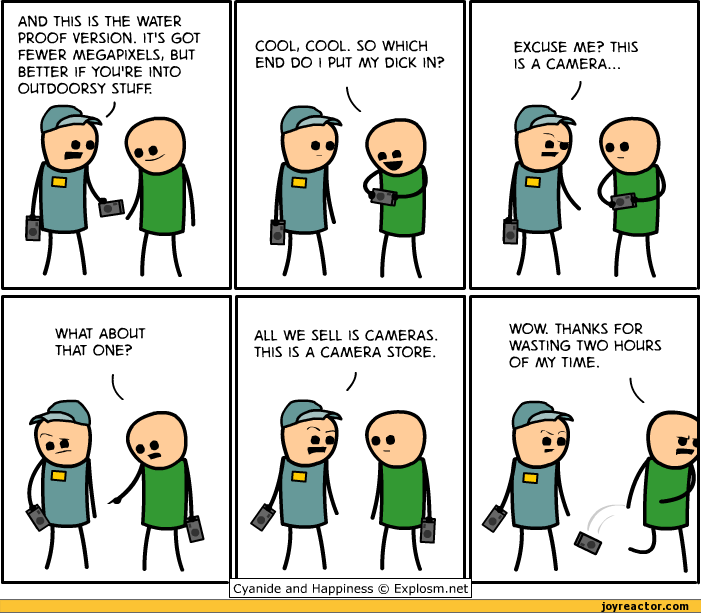 AND THIS IS THE WATER
PROOF VERSION. IT'S GOT
FEWER MEGAPIXELS, BUT
BETTER IF YOU'RE INTO
OUTDOORSY STUFF.
COOL, COOL. SO WHICH
END DO I PUT MY DICK IN?
EXCUSE ME? THIS
IS A CAMERA...
WHAT ABOUT
THAT ONE?
ALL WE SELL IS CAMERAS.
THIS IS A CAMERA STORE.
WOW. THANKS FOR
WASTING TWO HOURS
OF MY TIME.
Cyanide and Happiness © Explosm.net
joyreactor.com